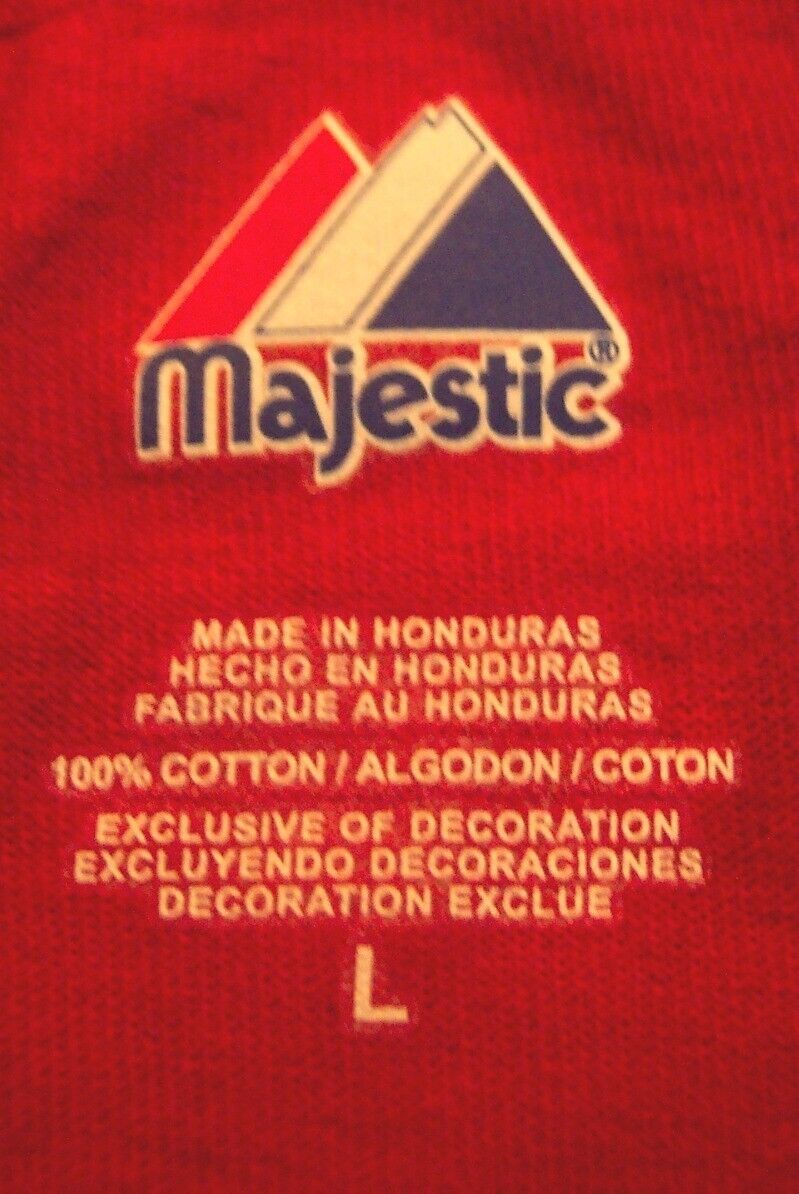 Majestic®
MADE IN HONDURAS
HECHO EN HONDURAS
FABRIQUE AU HONDURAS
100% COTTON / ALGODON / COTON
EXCLUSIVE OF DECORATION
EXCLUYENDO DECORACIONES
DECORATION EXCLUE
L